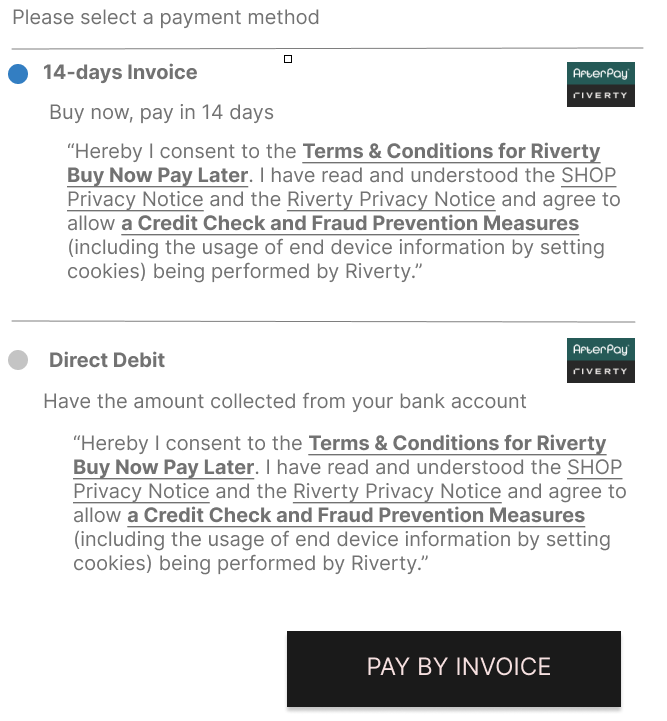 Please select a payment method
14-days Invoice
AfterPay
RIVERTY
Buy now, pay in 14 days
“Hereby I consent to the Terms & Conditions for Riverty
Buy Now Pay Later. I have read and understood the SHOP
Privacy Notice and the Riverty Privacy Notice and agree to
allow a Credit Check and Fraud Prevention Measures
(including the usage of end device information by setting
cookies) being performed by Riverty.”
Direct Debit
AfterPay
RIVERTY
Have the amount collected from your bank account
“Hereby I consent to the Terms & Conditions for Riverty
Buy Now Pay Later. I have read and understood the SHOP
Privacy Notice and the Riverty Privacy Notice and agree to
allow a Credit Check and Fraud Prevention Measures
(including the usage of end device information by setting
cookies) being performed by Riverty.”
PAY BY INVOICE